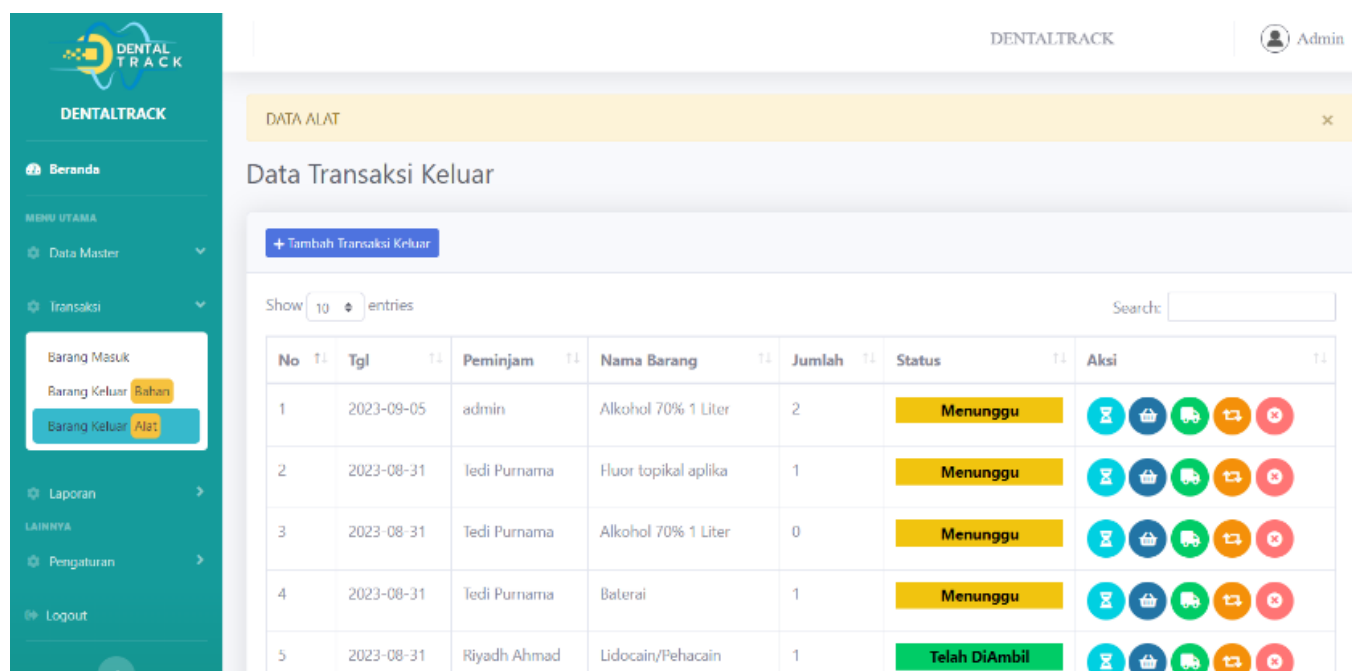 DENTAL
TRACK
DENTALTRACK
Beranda
MENU UTAMA
Data Master
Transaksi
Barang Masuk
Barang Keluar Bahan
Barang Keluar Alat
Laporan
LAINNYA
Pengaturan
Logout
DENTALTRACK Admin
DATA ALAT ×
Data Transaksi Keluar
+ Tambah Transaksi Keluar
Show 10 entries Search:
No Tgl Peminjam Nama Barang Jumlah Status Aksi
1 2023-09-05 admin Alkohol 70% 1 Liter 2 Menunggu
2 2023-08-31 Tedi Purnama Fluor topikal aplika 1 Menunggu
3 2023-08-31 Tedi Purnama Alkohol 70% 1 Liter 0 Menunggu
4 2023-08-31 Tedi Purnama Baterai 1 Menunggu
5 2023-08-31 Riyadh Ahmad Lidocain/Pehacain 1 Telah DiAmbil